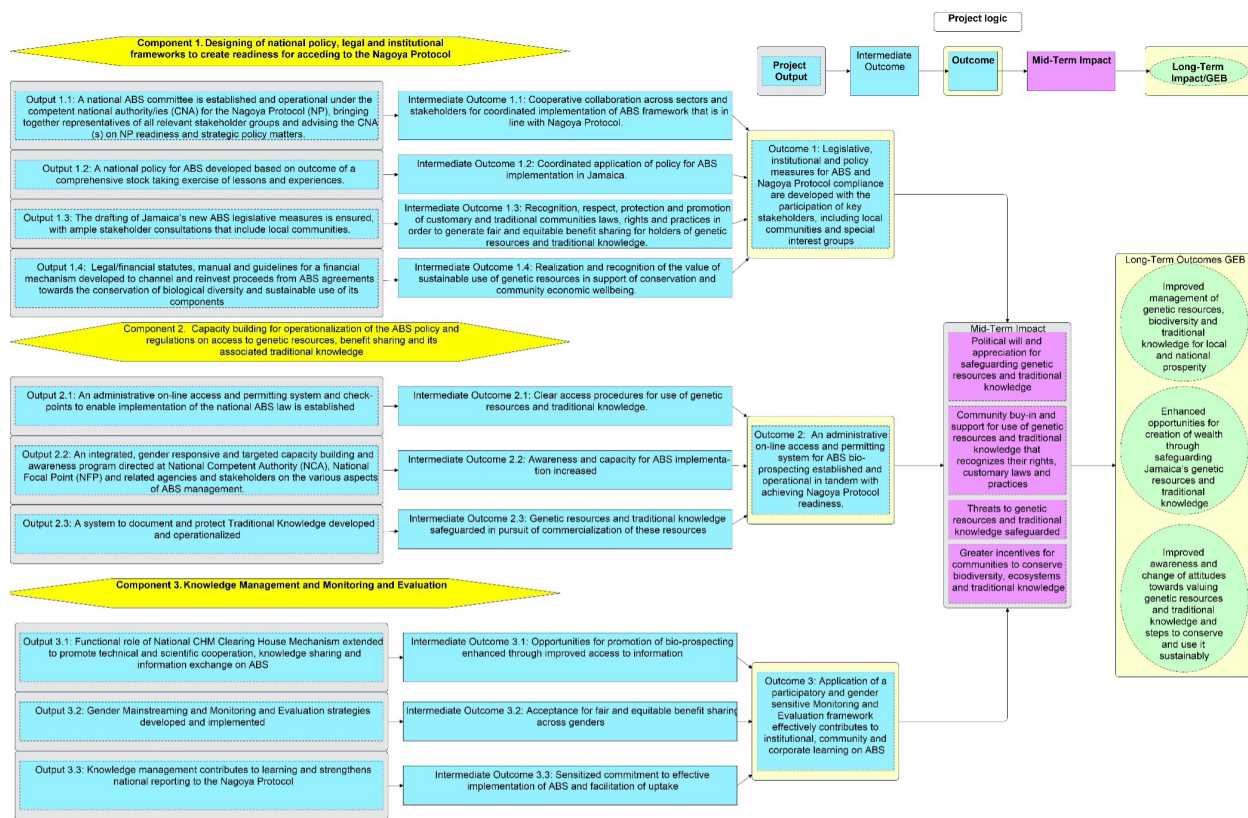 Project logic
Component 1. Designing of national policy, legal and institutional
frameworks to create readiness for acceding to the Nagoya Protocol
Project
Output
Intermediate
Outcome
Outcome
Mid-Term Impact
Long-Term
Impact/GEB
Output 1.1: A national ABS committee is established and operational under the
competent national authority/ies (CNA) for the Nagoya Protocol (NP), bringing
together representatives of all relevant stakeholder groups and advising the CNA
(s) on NP readiness and strategic policy matters.
Intermediate Outcome 1.1: Cooperative collaboration across sectors and
stakeholders for coordinated implementation of ABS framework that is in
line with Nagoya Protocol.
Output 1.2: A national policy for ABS developed based on outcome of a
comprehensive stock taking exercise of lessons and experiences.
Intermediate Outcome 1.2: Coordinated application of policy for ABS
implementation in Jamaica.
Output 1.3: The drafting of Jamaica's new ABS legislative measures is ensured,
with ample stakeholder consultations that include local communities.
Intermediate Outcome 1.3: Recognition, respect, protection and promotion
of customary and traditional communities laws, rights and practices in
order to generate fair and equitable benefit sharing for holders of genetic
resources and traditional knowledge.
Output 1.4: Legal/financial statutes, manual and guidelines for a financial
mechanism developed to channel and reinvest proceeds from ABS agreements
towards the conservation of biological diversity and sustainable use of its
components
Intermediate Outcome 1.4: Realization and recognition of the value of
sustainable use of genetic resources in support of conservation and
community economic wellbeing.
Outcome 1: Legislative,
institutional and policy
measures for ABS and
Nagoya Protocol compliance
are developed with the
participation of key
stakeholders, including local
communities and special
interest groups
Component 2. Capacity building for operationalization of the ABS policy and
regulations on access to genetic resources, benefit sharing and its
associated traditional knowledge
Output 2.1: An administrative on-line access and permitting system and check-
points to enable implementation of the national ABS law is established
Intermediate Outcome 2.1: Clear access procedures for use of genetic
resources and traditional knowledge.
Output 2.2: An integrated, gender responsive and targeted capacity building and
awareness program directed at National Competent Authority (NCA), National
Focal Point (NFP) and related agencies and stakeholders on the various aspects
of ABS management.
Intermediate Outcome 2.2: Awareness and capacity for ABS implementa-
tion increased
Output 2.3: A system to document and protect Traditional Knowledge developed
and operationalized
Intermediate Outcome 2.3: Genetic resources and traditional knowledge
safeguarded in pursuit of commercialization of these resources
Outcome 2: An administrative
on-line access and permitting
system for ABS bio-
prospecting established and
operational in tandem with
achieving Nagoya Protocol
readiness.
Component 3. Knowledge Management and Monitoring and Evaluation
Output 3.1: Functional role of National CHM Clearing House Mechanism extended
to promote technical and scientific cooperation, knowledge sharing and
information exchange on ABS
Intermediate Outcome 3.1: Opportunities for promotion of bio-prospecting
enhanced through improved access to information
Output 3.2: Gender Mainstreaming and Monitoring and Evaluation strategies
developed and implemented
Intermediate Outcome 3.2: Acceptance for fair and equitable benefit sharing
across genders
Output 3.3: Knowledge management contributes to learning and strengthens
national reporting to the Nagoya Protocol
Intermediate Outcome 3.3: Sensitized commitment to effective
implementation of ABS and facilitation of uptake
Outcome 3: Application of a
participatory and gender
sensitive Monitoring and
Evaluation framework
effectively contributes to
institutional, community and
corporate learning on ABS
Mid-Term Impact
Political will and
appreciation for
safeguarding genetic
resources and traditional
knowledge
Community buy-in and
support for use of genetic
resources and traditional
knowledge that
recognizes their rights,
customary laws and
practices
Threats to genetic
resources and traditional
knowledge safeguarded
Greater incentives for
communities to conserve
biodiversity, ecosystems
and traditional knowledge
Long-Term Outcomes GEB
Improved
management of
genetic resources,
biodiversity and
traditional
knowledge for local
and national
prosperity
Enhanced
opportunities for
creation of wealth
through
safeguarding
Jamaica's genetic
resources and
traditional
knowledge
Improved
awareness and
change of attitudes
towards valuing
genetic resources
and traditional
knowledge and
steps to conserve
and use it
sustainably